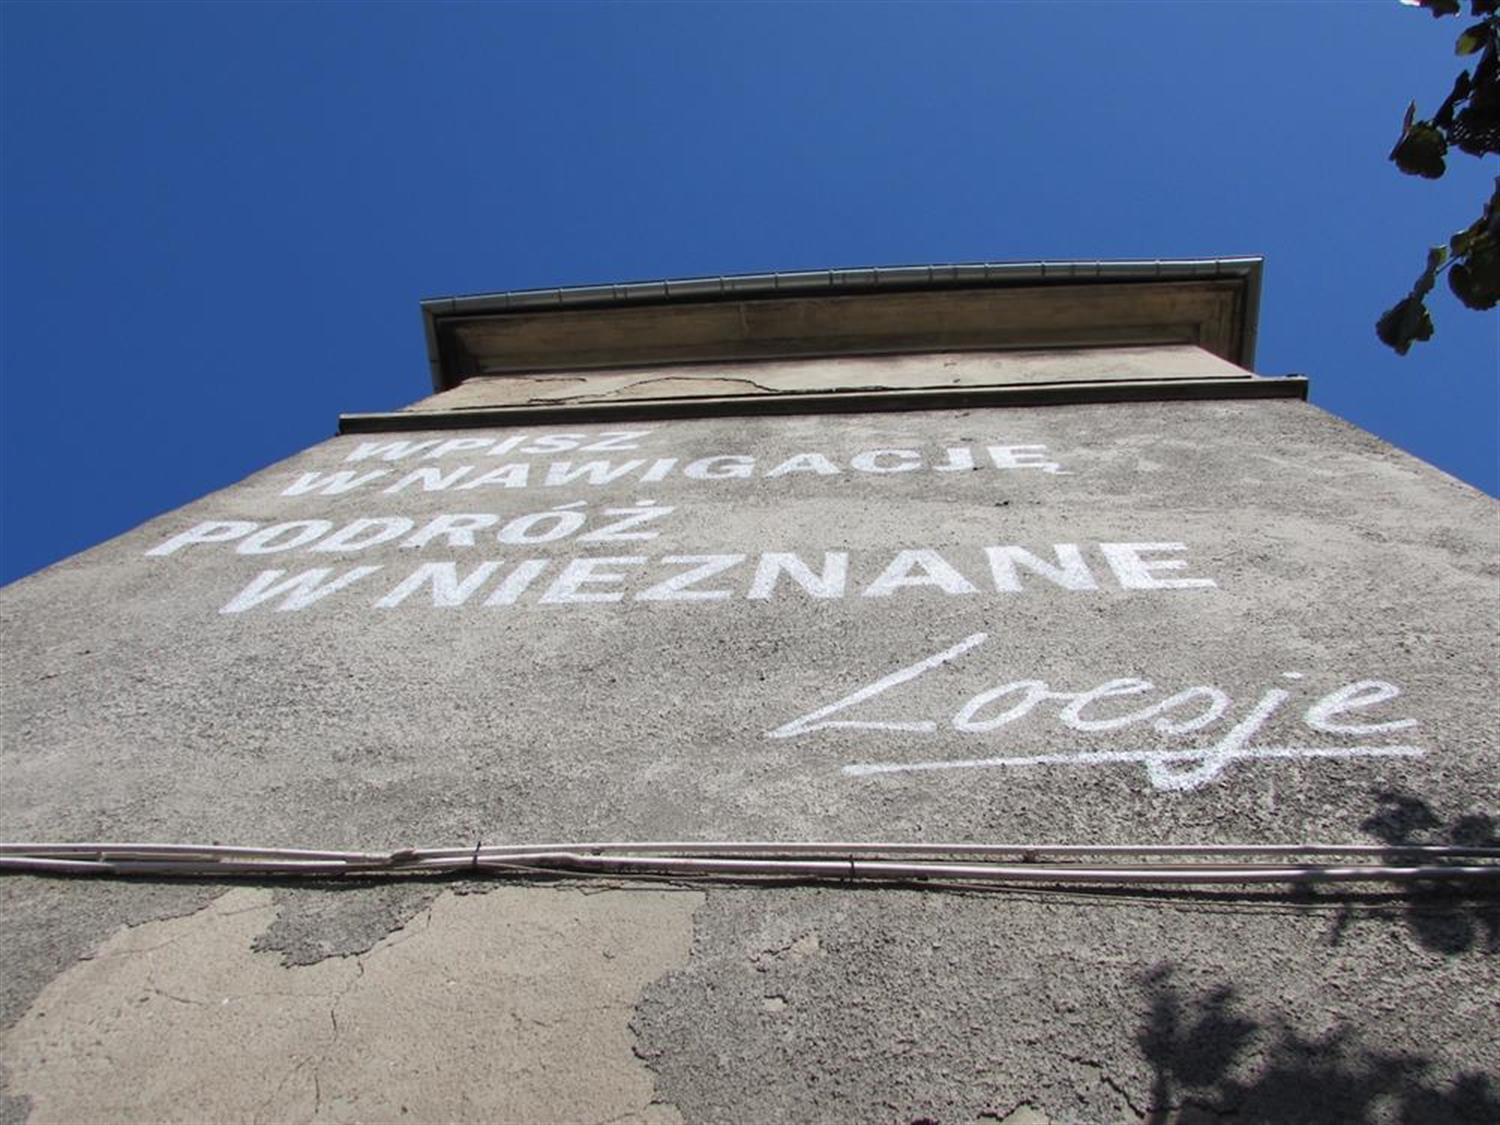 WPISZ
W NAWIGACJĘ
PODRÓŻ
W NIEZNANE
Loesje